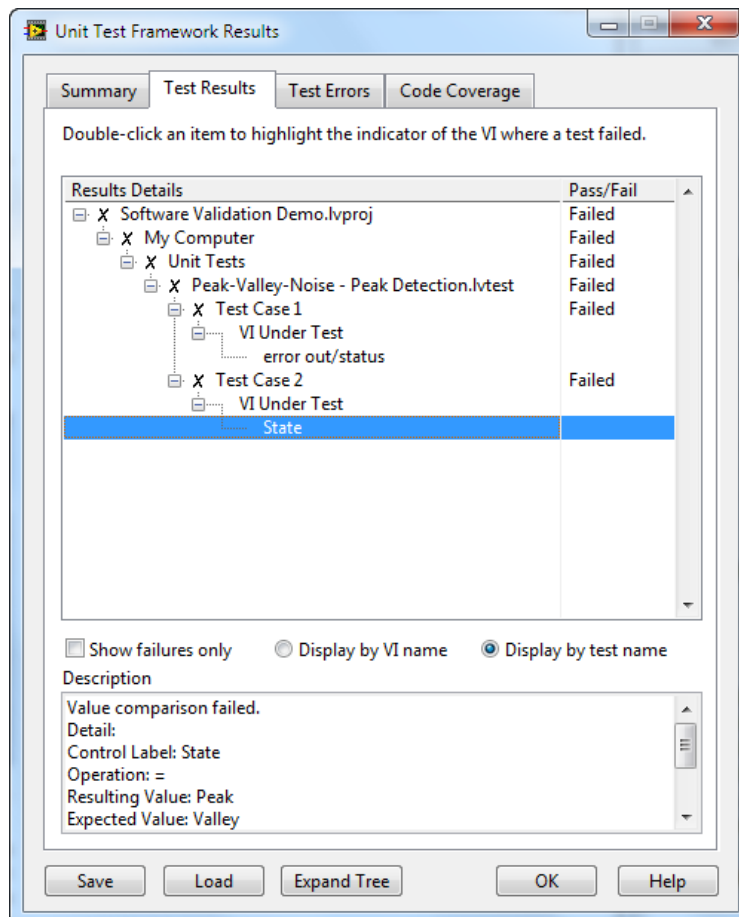 Unit Test Framework Results
Summary Test Results Test Errors Code Coverage
Double-click an item to highlight the indicator of the VI where a test failed.
Results Details Pass/Fail
Software Validation Demo.lvproj Failed
My Computer Failed
Unit Tests Failed
Peak-Valley-Noise - Peak Detection.lvtest Failed
Test Case 1 Failed
VI Under Test
error out/status
Test Case 2 Failed
VI Under Test
State
Show failures only Display by VI name Display by test name
Description
Value comparison failed.
Detail:
Control Label: State
Operation: =
Resulting Value: Peak
Expected Value: Valley
Save Load Expand Tree OK Help